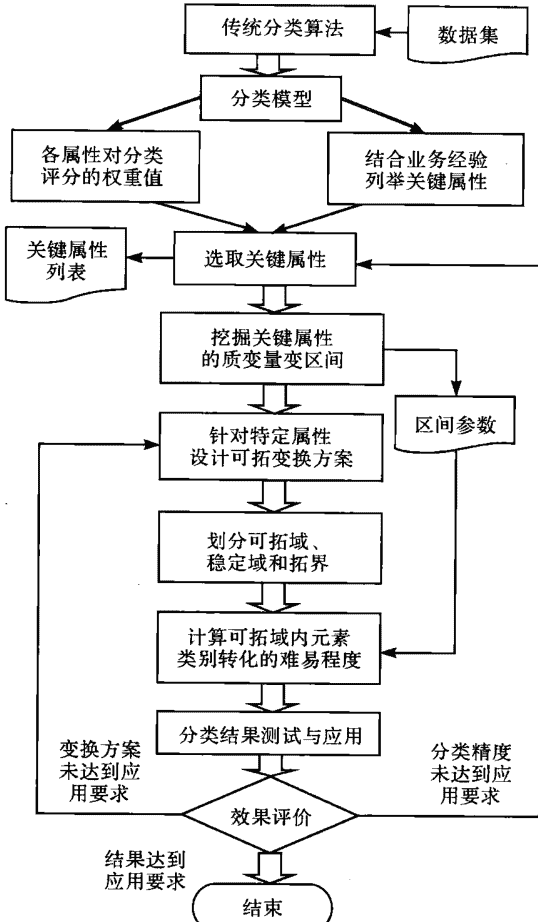 传统分类算法
数据集
分类模型
各属性对分类
评分的权重值
结合业务经验
列举关键属性
关键属性
列表
选取关键属性
挖掘关键属性
的质变量变区间
区间参数
针对特定属性
设计可拓变换方案
划分可拓域、
稳定域和拓界
计算可拓域内元素
类别转化的难易程度
分类结果测试与应用
变换方案
未达到应
用要求
分类精度
未达到应
用要求
效果评价
结果达到
应用要求
结束